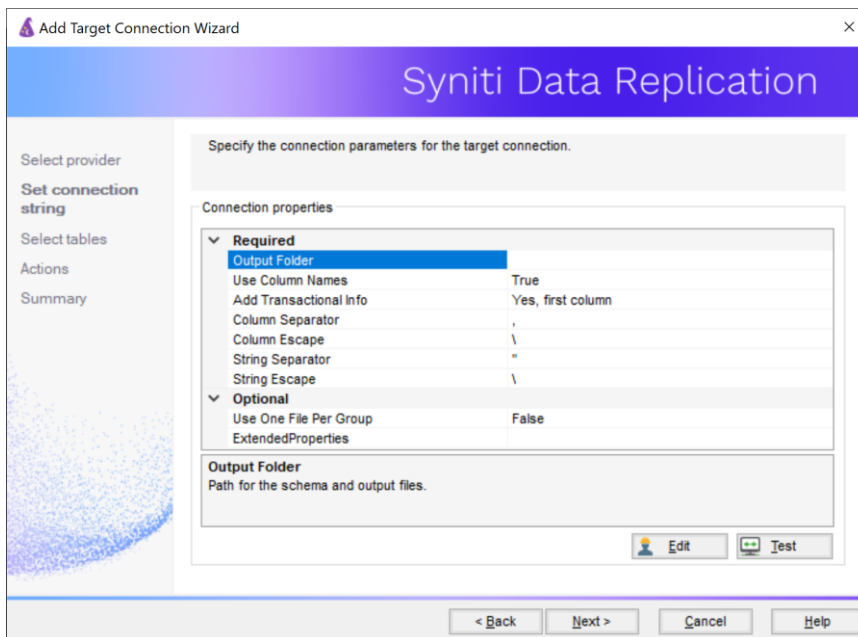 Add Target Connection Wizard
Syniti Data Replication
Select provider
Set connection
string
Select tables
Actions
Summary
Specify the connection parameters for the target connection.
Connection properties
Required
Output Folder
Use Column Names True
Add Transactional Info Yes, first column
Column Separator ,
Column Escape \
String Separator "
String Escape \
Optional
Use One File Per Group False
ExtendedProperties
Output Folder
Path for the schema and output files.
Edit Test
< Back Next > Cancel Help